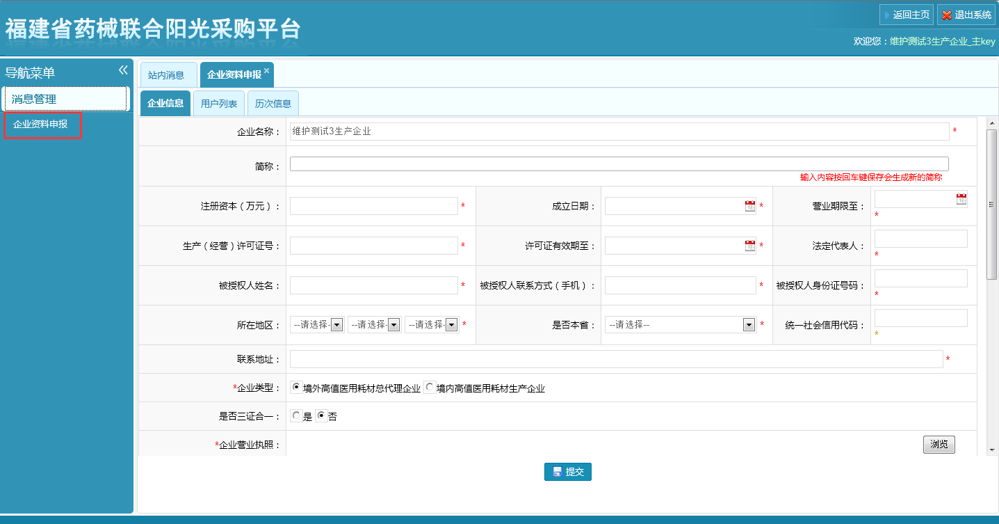 福建省药械联合阳光采购平台
返回主页 退出系统
欢迎您：维护测试3生产企业_主key
导航菜单
消息管理
企业资料申报
站内消息 企业资料申报
企业信息 用户列表 历次信息
企业名称： 维护测试3生产企业 *
简称：
输入内容按回车键保存会生成新的简称
注册资本（万元）： * 成立日期： * 营业期限至： *
生产（经营）许可证号： * 许可证有效期至： * 法定代表人： *
被授权人姓名： * 被授权人联系方式（手机）： * 被授权人身份证号码： *
所在地区： --请选择- --请选择- --请选择- * 是否本省： --请选择-- * 统一社会信用代码： *
联系地址： *
*企业类型： 境外高值医用耗材总代理企业 境内高值医用耗材生产企业
是否三证合一： 是 否
*企业营业执照： 浏览
提交